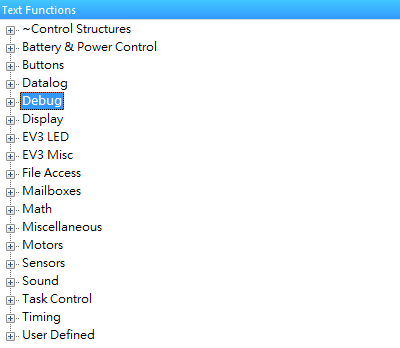 Text Functions
~Control Structures
Battery & Power Control
Buttons
Datalog
Debug
Display
EV3 LED
EV3 Misc
File Access
Mailboxes
Math
Miscellaneous
Motors
Sensors
Sound
Task Control
Timing
User Defined